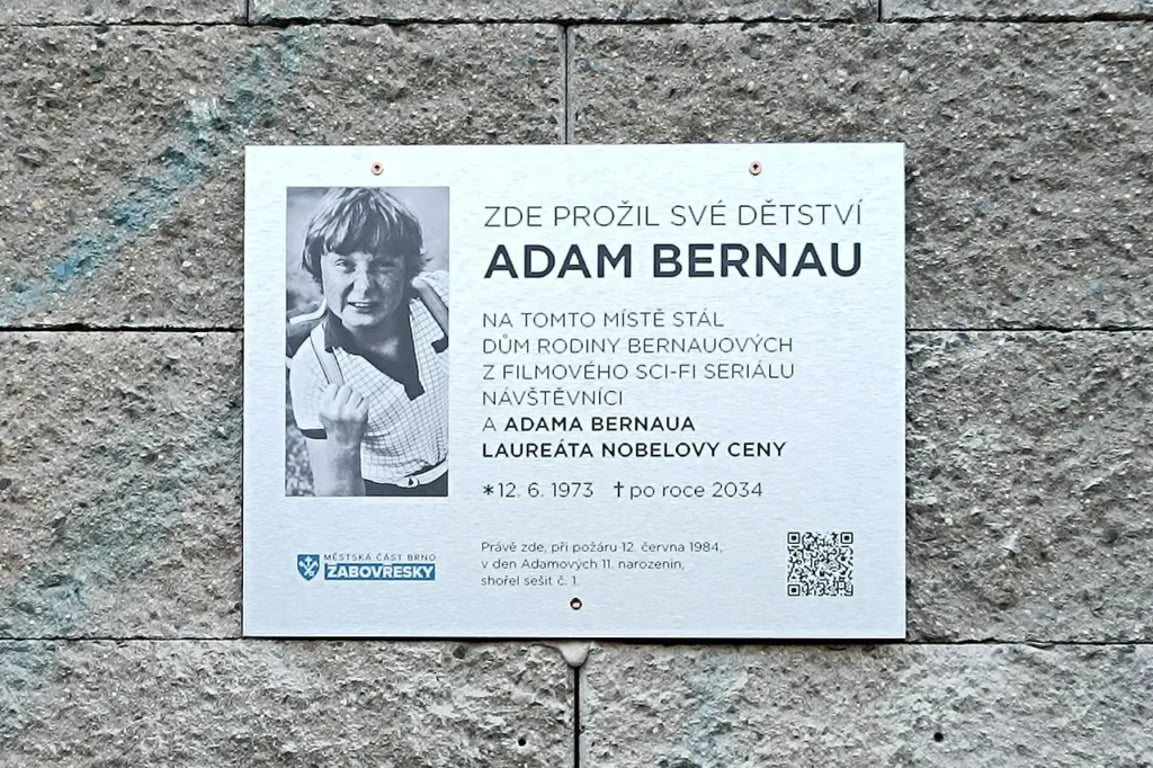 ZDE PROŽIL SVÉ DĚTSTVÍ
ADAM BERNAU
NA TOMTO MÍSTĚ STÁL
DŮM RODINY BERNAUOVÝCH
Z FILMOVÉHO SCI-FI SERIÁLU
NÁVŠTĚVNÍCI
A ADAMA BERNAUA
LAUREÁTA NOBELOVY CENY
*12. 6. 1973 †po roce 2034
MĚSTSKÁ ČÁST BRNO
ŽABOVŘESKY
Právě zde, při požáru 12. června 1984,
v den Adamových 11. narozenin,
shořel sešit č. 1.